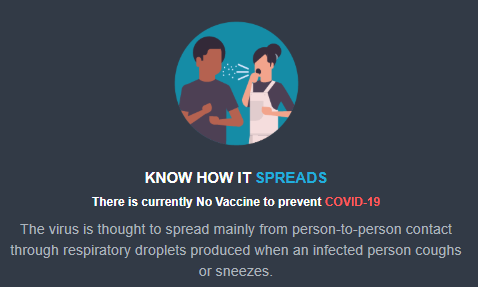 KNOW HOW IT SPREADS
There is currently No Vaccine to prevent COVID-19
The virus is thought to spread mainly from person-to-person contact
through respiratory droplets produced when an infected person coughs
or sneezes.